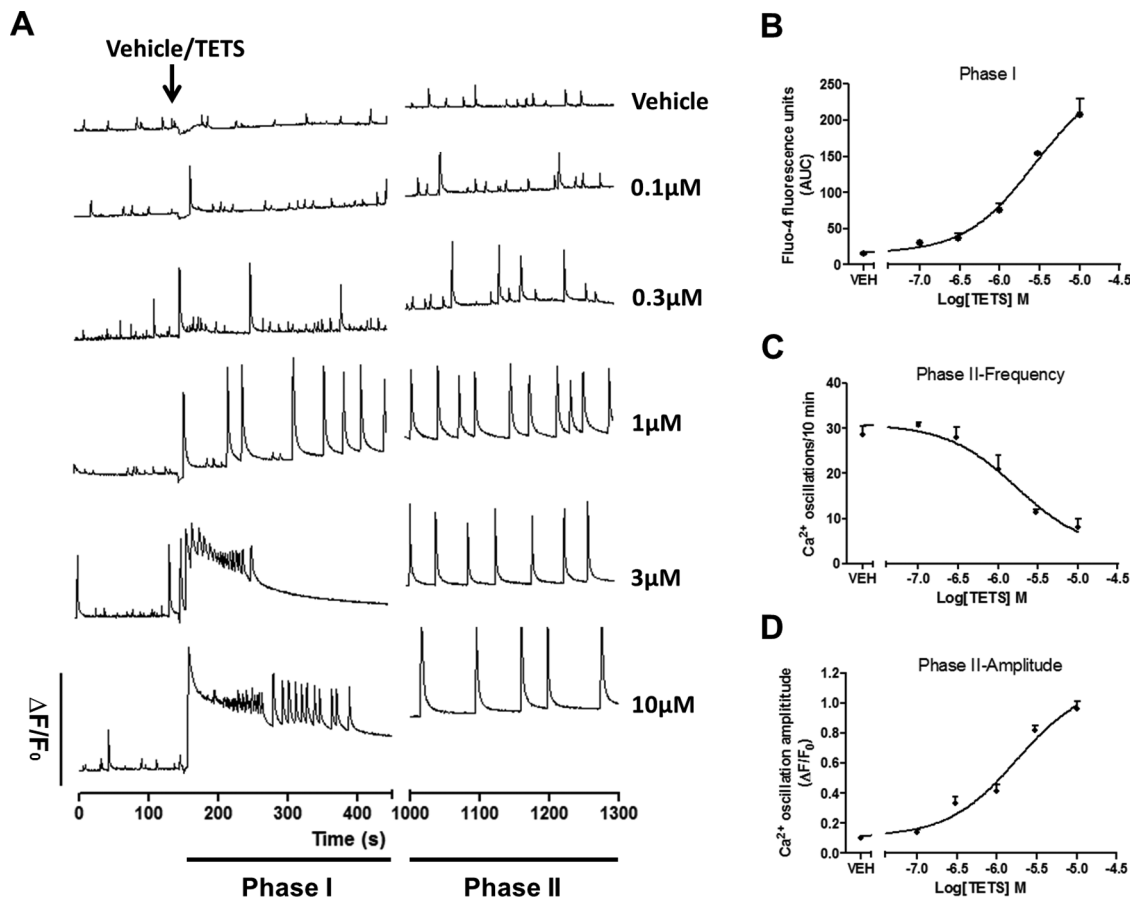 A
Vehicle/TETS
Vehicle
0.1μM
0.3μM
1μM
3μM
10μM
ΔF/F0
0 100 200 300 400 1000 1100 1200 1300
Time (s)
Phase I Phase II
B
Phase I
Fluo-4 fluorescence units
(AUC)
250
200
150
100
50
0
VEH -7.0 -6.5 -6.0 -5.5 -5.0 -4.5
Log[TETS] M
C
Phase II-Frequency
Ca2+ oscillations/10 min
40
30
20
10
0
VEH -7.0 -6.5 -6.0 -5.5 -5.0 -4.5
Log[TETS] M
D
Phase II-Amplitude
Ca2+ oscillation amplititude
(ΔF/F0)
1.2
1.0
0.8
0.6
0.4
0.2
0.0
VEH -7.0 -6.5 -6.0 -5.5 -5.0 -4.5
Log[TETS] M